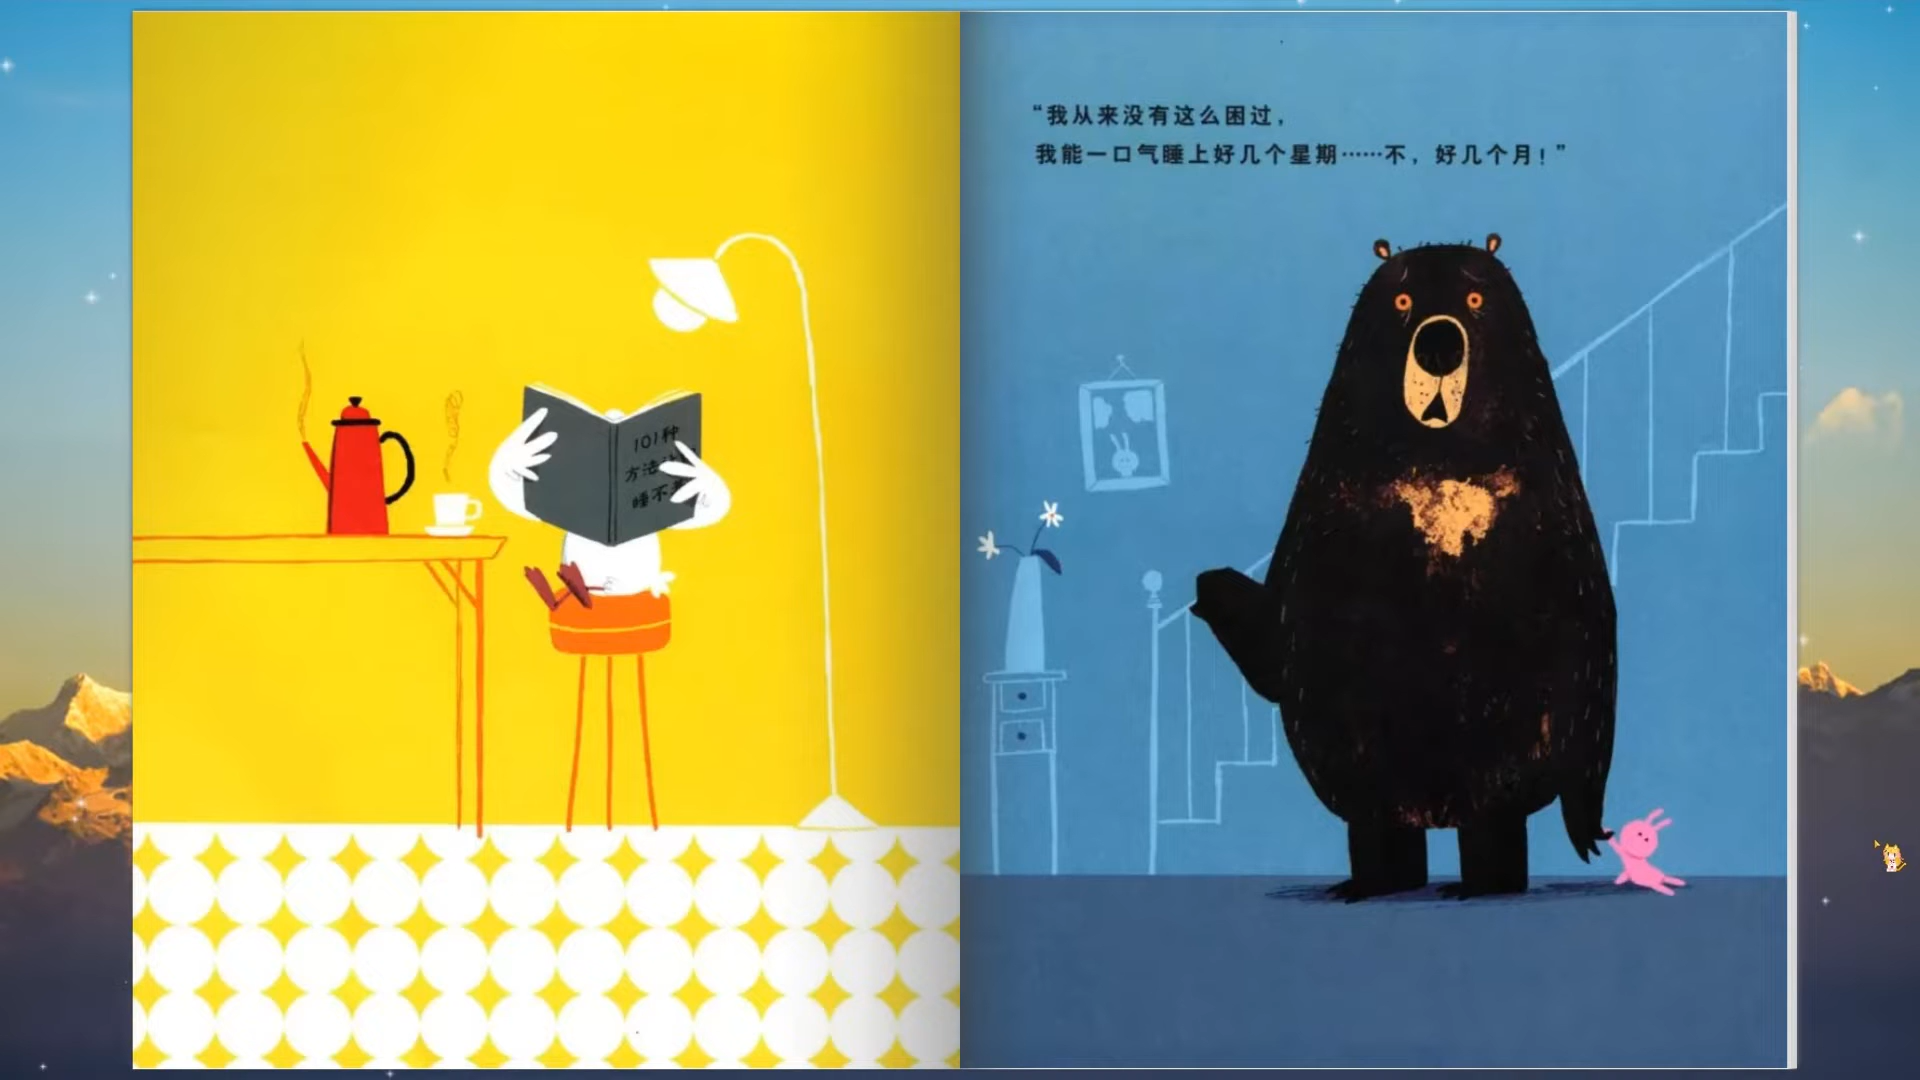 101种
方法
睡不
“我从来没有这么困过，
我能一口气睡上好几个星期……不，好几个月！”